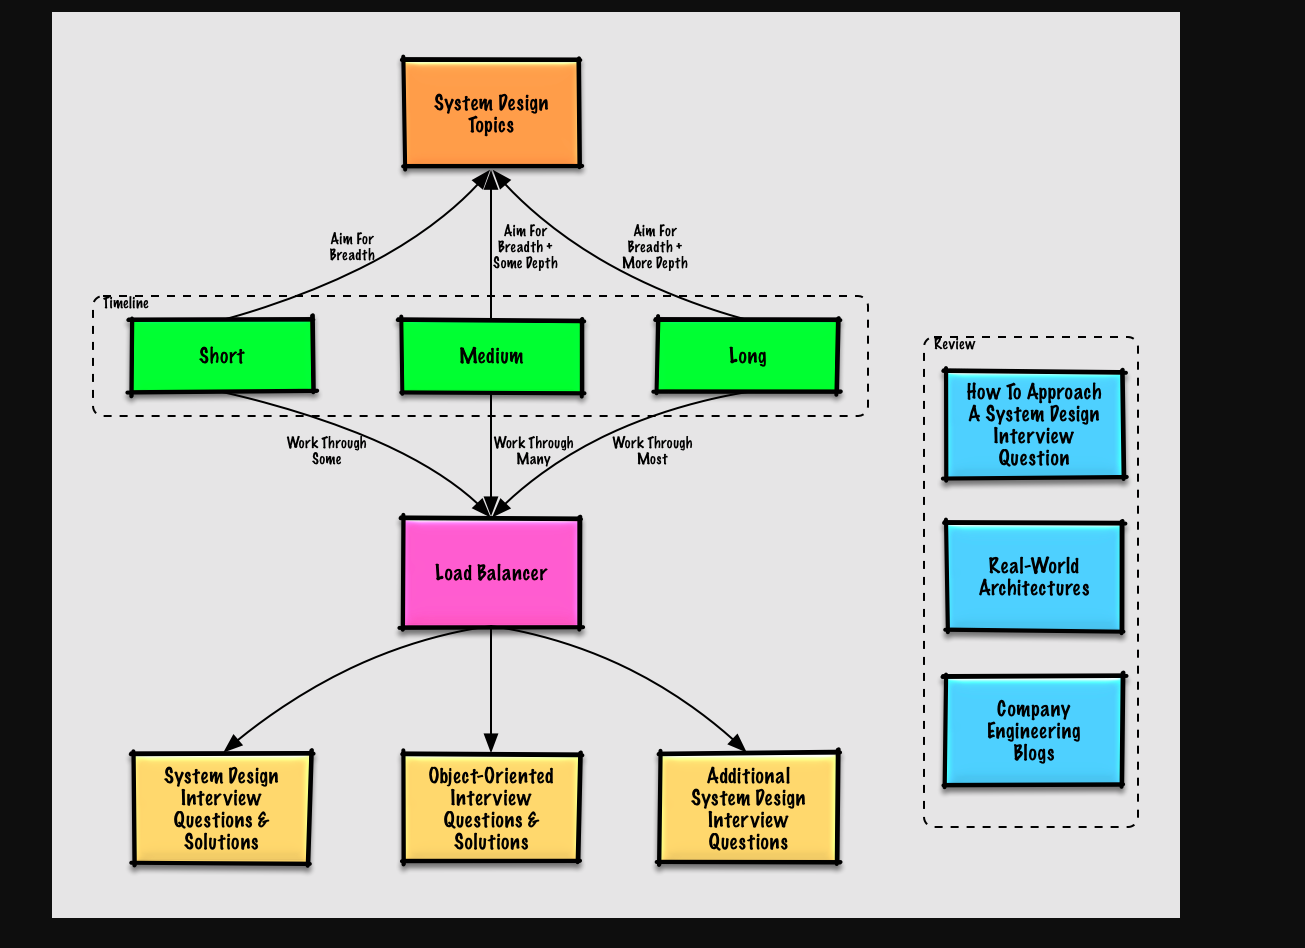 System Design
Topics
Aim For
Breadth
Aim For
Breadth +
Some Depth
Aim For
Breadth +
More Depth
Timeline
Short
Medium
Long
Work Through
Some
Work Through
Many
Work Through
Most
Load Balancer
System Design
Interview
Questions &
Solutions
Object-Oriented
Interview
Questions &
Solutions
Additional
System Design
Interview
Questions
Review
How To Approach
A System Design
Interview
Question
Real-World
Architectures
Company
Engineering
Blogs